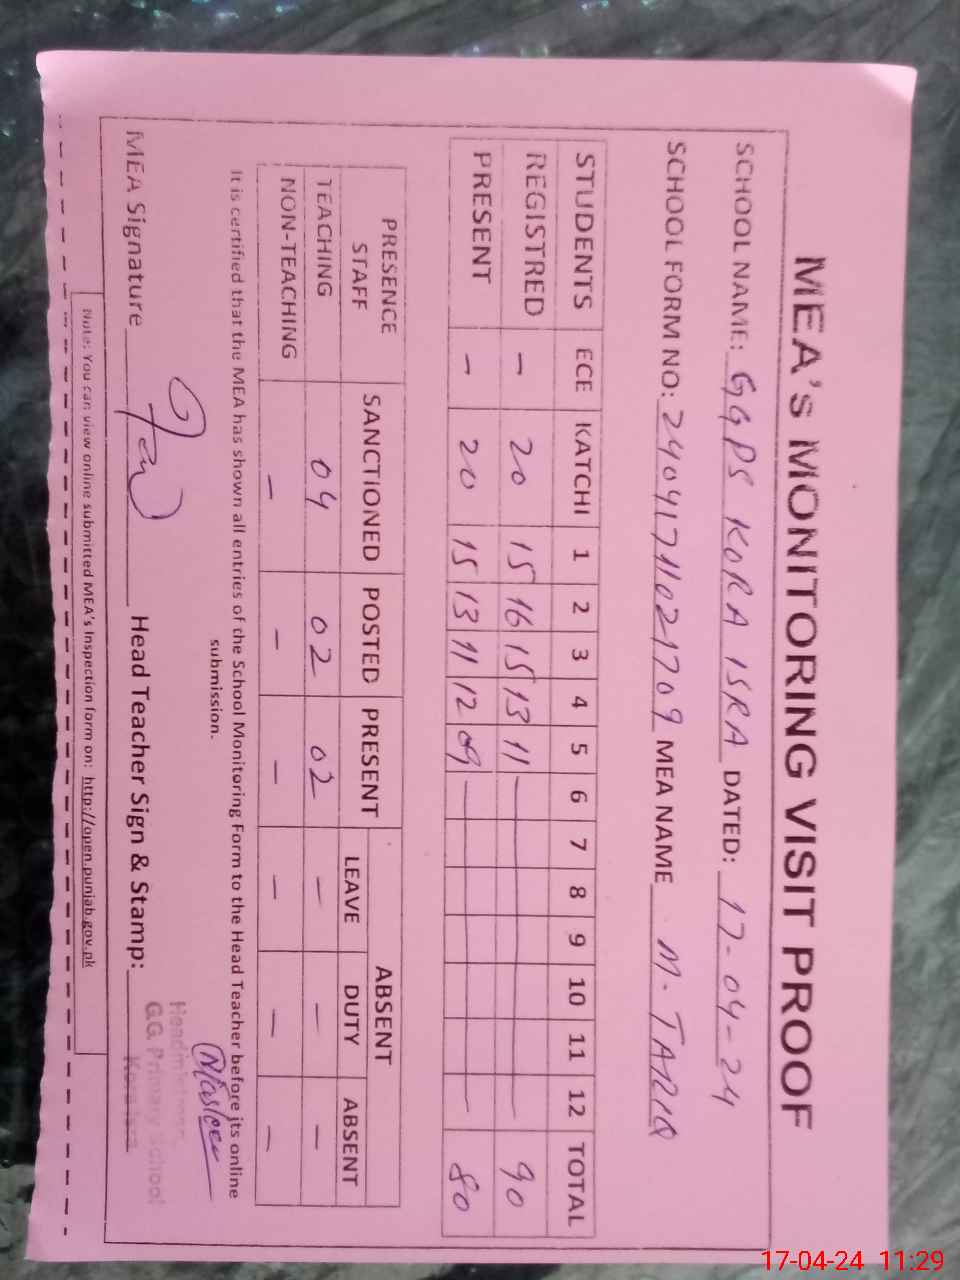 MEA's MONITORING VISIT PROOF
SCHOOL NAME: GGPS KORA ISRA DATED: 17-04-24
SCHOOL FORM NO: 24041711021709 MEA NAME M. TARIQ
STUDENTS ECE KATCHI 1 2 3 4 5 6 7 8 9 10 11 12 TOTAL
REGISTRED - 20 15 16 15 13 11 90
PRESENT - 20 15 13 11 12 09 80
PRESENCE STAFF SANCTIONED POSTED PRESENT ABSENT
LEAVE DUTY ABSENT
TEACHING 04 02 02 - - -
NON-TEACHING - - - - - -
It is certified that the MEA has shown all entries of the School Monitoring Form to the Head Teacher before its online
submission.
MEA Signature Head Teacher Sign & Stamp:
Headmistress
G.G. Primary School
Note: You can view online submitted MEA's Inspection form on: http://open.punjab.gov.pk
17-04-24 11:29